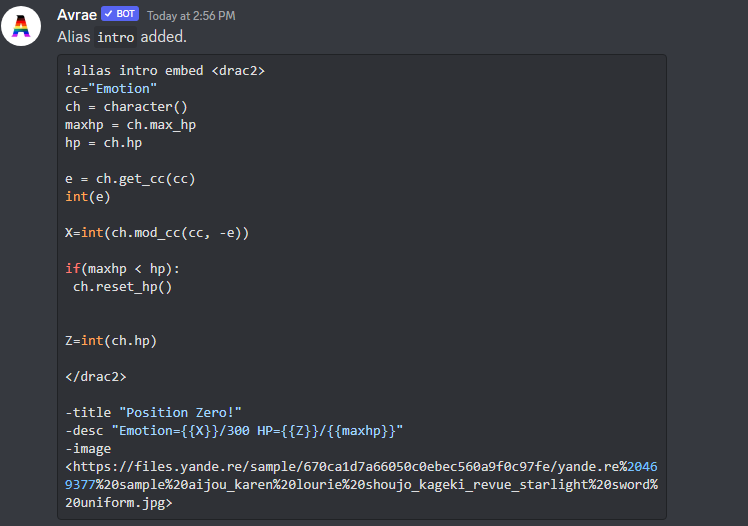 A
Avrae ✓ BOT Today at 2:56 PM
Alias intro added.
!alias intro embed <drac2>
cc="Emotion"
ch = character()
maxhp = ch.max_hp
hp = ch.hp
e = ch.get_cc(cc)
int(e)
X=int(ch.mod_cc(cc, -e))
if(maxhp < hp):
 ch.reset_hp()
Z=int(ch.hp)
</drac2>
-title "Position Zero!"
-desc "Emotion={{X}}/300 HP={{Z}}/{{maxhp}}"
-image
<https://files.yande.re/sample/670ca1d7a66050c0ebec560a9f0c97fe/yande.re%2046
9377%20sample%20aijou_karen%20lourie%20shoujo_kageki_revue_starlight%20sword%
20uniform.jpg>